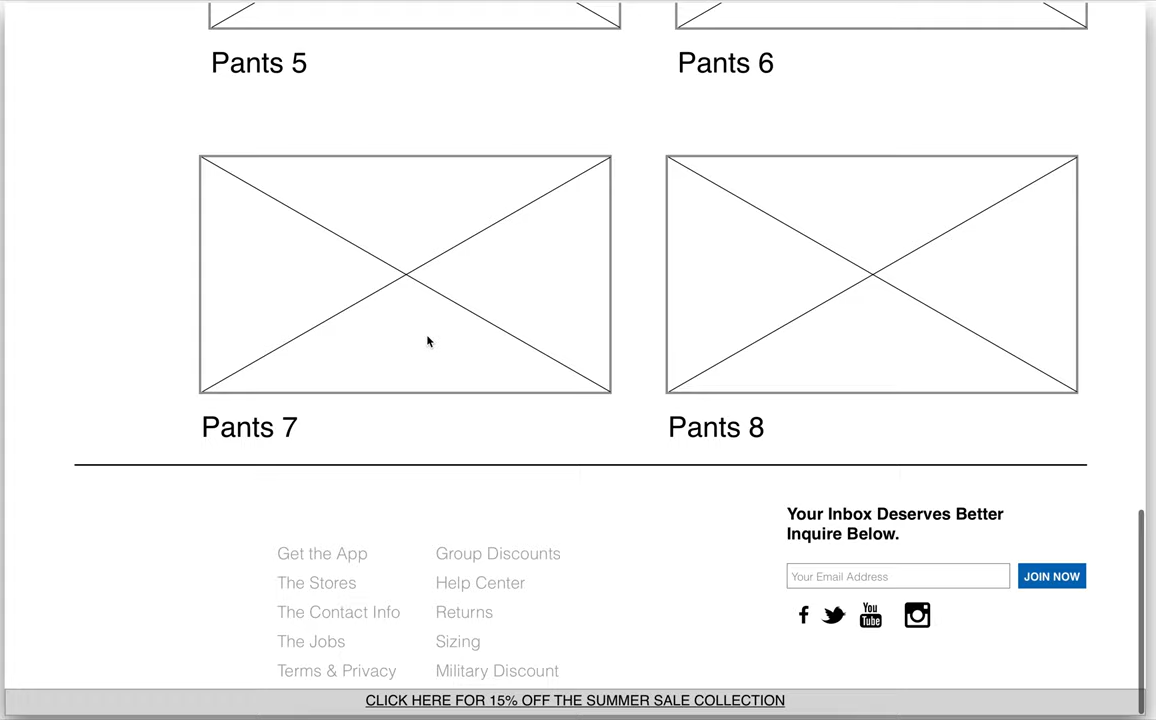 Pants 5
Pants 6
Pants 7
Pants 8
Get the App
The Stores
The Contact Info
The Jobs
Terms & Privacy
Group Discounts
Help Center
Returns
Sizing
Military Discount
Your Inbox Deserves Better
Inquire Below.
Your Email Address
JOIN NOW
You
Tube
CLICK HERE FOR 15% OFF THE SUMMER SALE COLLECTION